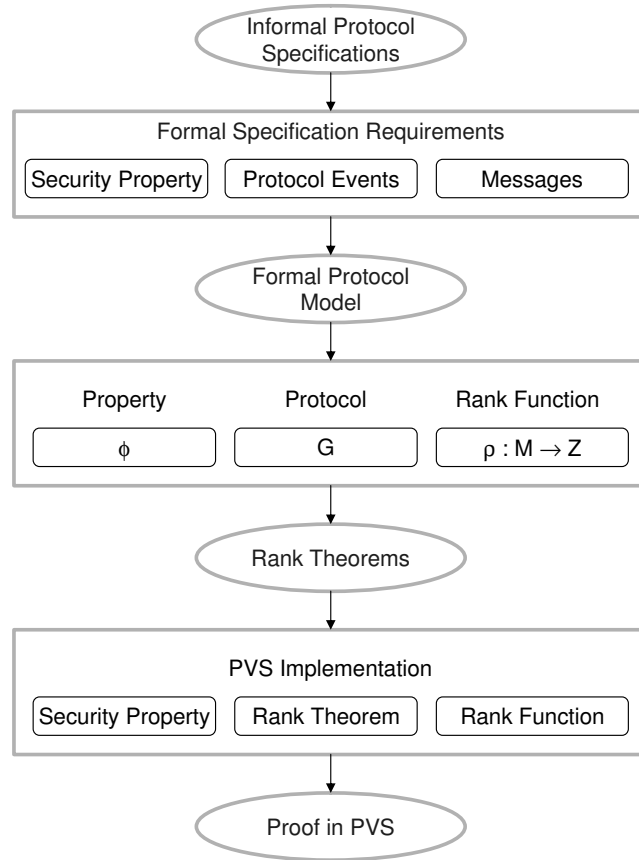 Informal Protocol
Specifications
Formal Specification Requirements
Security Property
Protocol Events
Messages
Formal Protocol
Model
Property
Protocol
Rank Function
ϕ
G
ρ : M → Z
Rank Theorems
PVS Implementation
Security Property
Rank Theorem
Rank Function
Proof in PVS